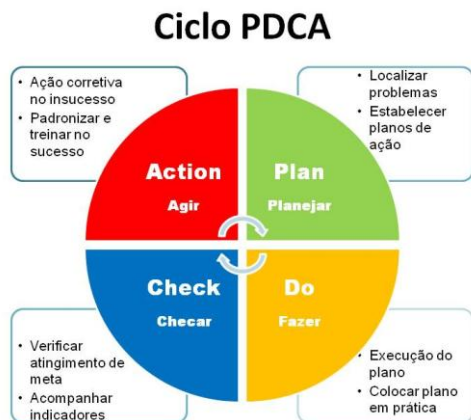 Ciclo PDCA
• Ação corretiva
no insucesso
• Padronizar e
treinar no
sucesso
• Localizar
problemas
• Estabelecer
planos de
ação
Action
Agir
Plan
Planejar
Check
Checar
Do
Fazer
• Verificar
atingimento de
meta
• Acompanhar
indicadores
• Execução do
plano
• Colocar plano
em prática